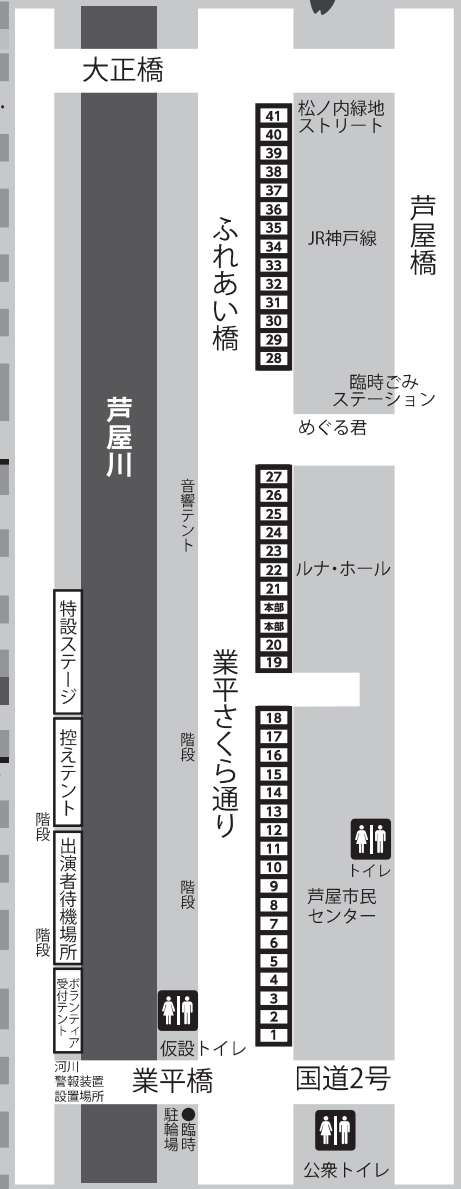 大正橋
松ノ内緑地
ストリート
41
40
39
38
37
36
35
34
33
32
31
30
29
28
ふれあい橋
JR神戸線
芦屋橋
臨時ごみ
ステーション
めぐる君
芦屋川
音響テント
27
26
25
24
23
22
21
本部
本部
20
19
ルナ・ホール
特設ステージ
業平さくら通り
控えテント
階段
階段
出演者待機場所
階段
階段
18
17
16
15
14
13
12
11
10
9
8
7
6
5
4
3
2
1
トイレ
芦屋市民
センター
ボランティア
受付テント
仮設トイレ
河川
警報装置
設置場所
業平橋
国道2号
●臨時
駐輪場
公衆トイレ